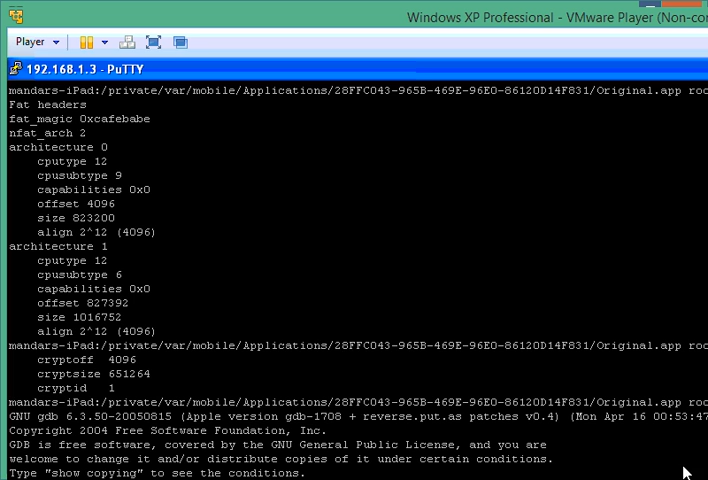 Windows XP Professional - VMware Player (Non-co
Player
192.168.1.3 - PuTTY
mandars-iPad:/private/var/mobile/Applications/28FFC043-965B-469E-96E0-86120D14F831/Original.app roo
Fat headers
fat_magic 0xcafebabe
nfat_arch 2
architecture 0
cputype 12
cpusubtype 9
capabilities 0x0
offset 4096
size 823200
align 2^12 (4096)
architecture 1
cputype 12
cpusubtype 6
capabilities 0x0
offset 827392
size 1016752
align 2^12 (4096)
mandars-iPad:/private/var/mobile/Applications/28FFC043-965B-469E-96E0-86120D14F831/Original.app roo
cryptoff 4096
cryptsize 651264
cryptid 1
mandars-iPad:/private/var/mobile/Applications/28FFC043-965B-469E-96E0-86120D14F831/Original.app roo
GNU gdb 6.3.50-20050815 (Apple version gdb-1708 + reverse.put.as patches v0.4) (Mon Apr 16 00:53:47
Copyright 2004 Free Software Foundation, Inc.
GDB is free software, covered by the GNU General Public License, and you are
welcome to change it and/or distribute copies of it under certain conditions.
Type "show copying" to see the conditions.